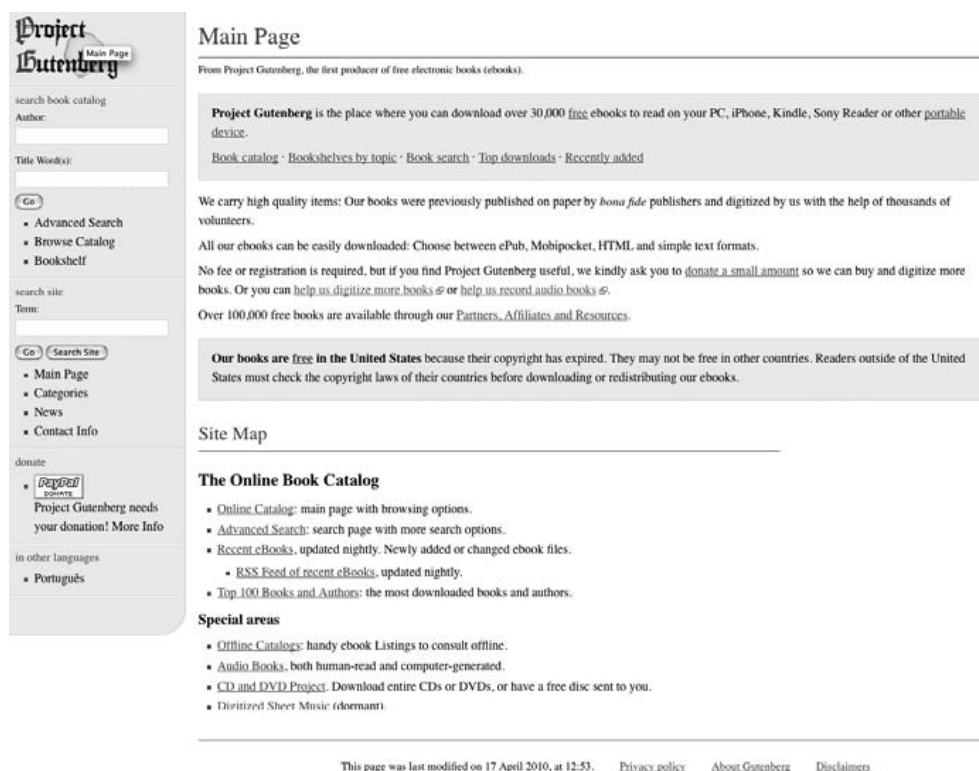 Project
Gutenberg
Main Page
search book catalog
Author:
Title Word(s):
Go
Advanced Search
Browse Catalog
Bookshelf
search site
Term:
Go Search Site
Main Page
Categories
News
Contact Info
donate
PayPal
DONATE
Project Gutenberg needs
your donation! More Info
in other languages
Português
Main Page
From Project Gutenberg, the first producer of free electronic books (ebooks).
Project Gutenberg is the place where you can download over 30,000 free ebooks to read on your PC, iPhone, Kindle, Sony Reader or other portable
device.
Book catalog · Bookshelves by topic · Book search · Top downloads · Recently added
We carry high quality items: Our books were previously published on paper by bona fide publishers and digitized by us with the help of thousands of
volunteers.
All our ebooks can be easily downloaded: Choose between ePub, Mobipocket, HTML and simple text formats.
No fee or registration is required, but if you find Project Gutenberg useful, we kindly ask you to donate a small amount so we can buy and digitize more
books. Or you can help us digitize more books or help us record audio books.
Over 100,000 free books are available through our Partners, Affiliates and Resources.
Our books are free in the United States because their copyright has expired. They may not be free in other countries. Readers outside of the United
States must check the copyright laws of their countries before downloading or redistributing our ebooks.
Site Map
The Online Book Catalog
Online Catalog: main page with browsing options.
Advanced Search: search page with more search options.
Recent eBooks, updated nightly. Newly added or changed ebook files.
RSS Feed of recent eBooks, updated nightly.
Top 100 Books and Authors: the most downloaded books and authors.
Special areas
Offline Catalogs: handy ebook Listings to consult offline.
Audio Books, both human-read and computer-generated.
CD and DVD Project. Download entire CDs or DVDs, or have a free disc sent to you.
Digitized Sheet Music (dormant).
This page was last modified on 17 April 2010, at 12:53. Privacy policy About Gutenberg Disclaimers